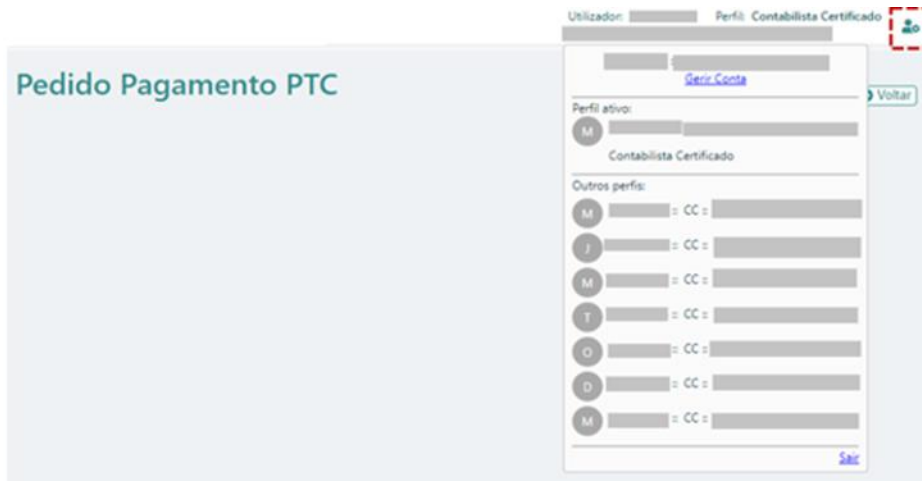 Utilizador: Perfil: Contabilista Certificado
Pedido Pagamento PTC
Gerir Conta
Voltar
Perfil ativo:
M
Contabilista Certificado
Outros perfis:
M = CC =
J = CC =
M = CC =
T = CC =
O = CC =
D = CC =
M = CC =
Sair